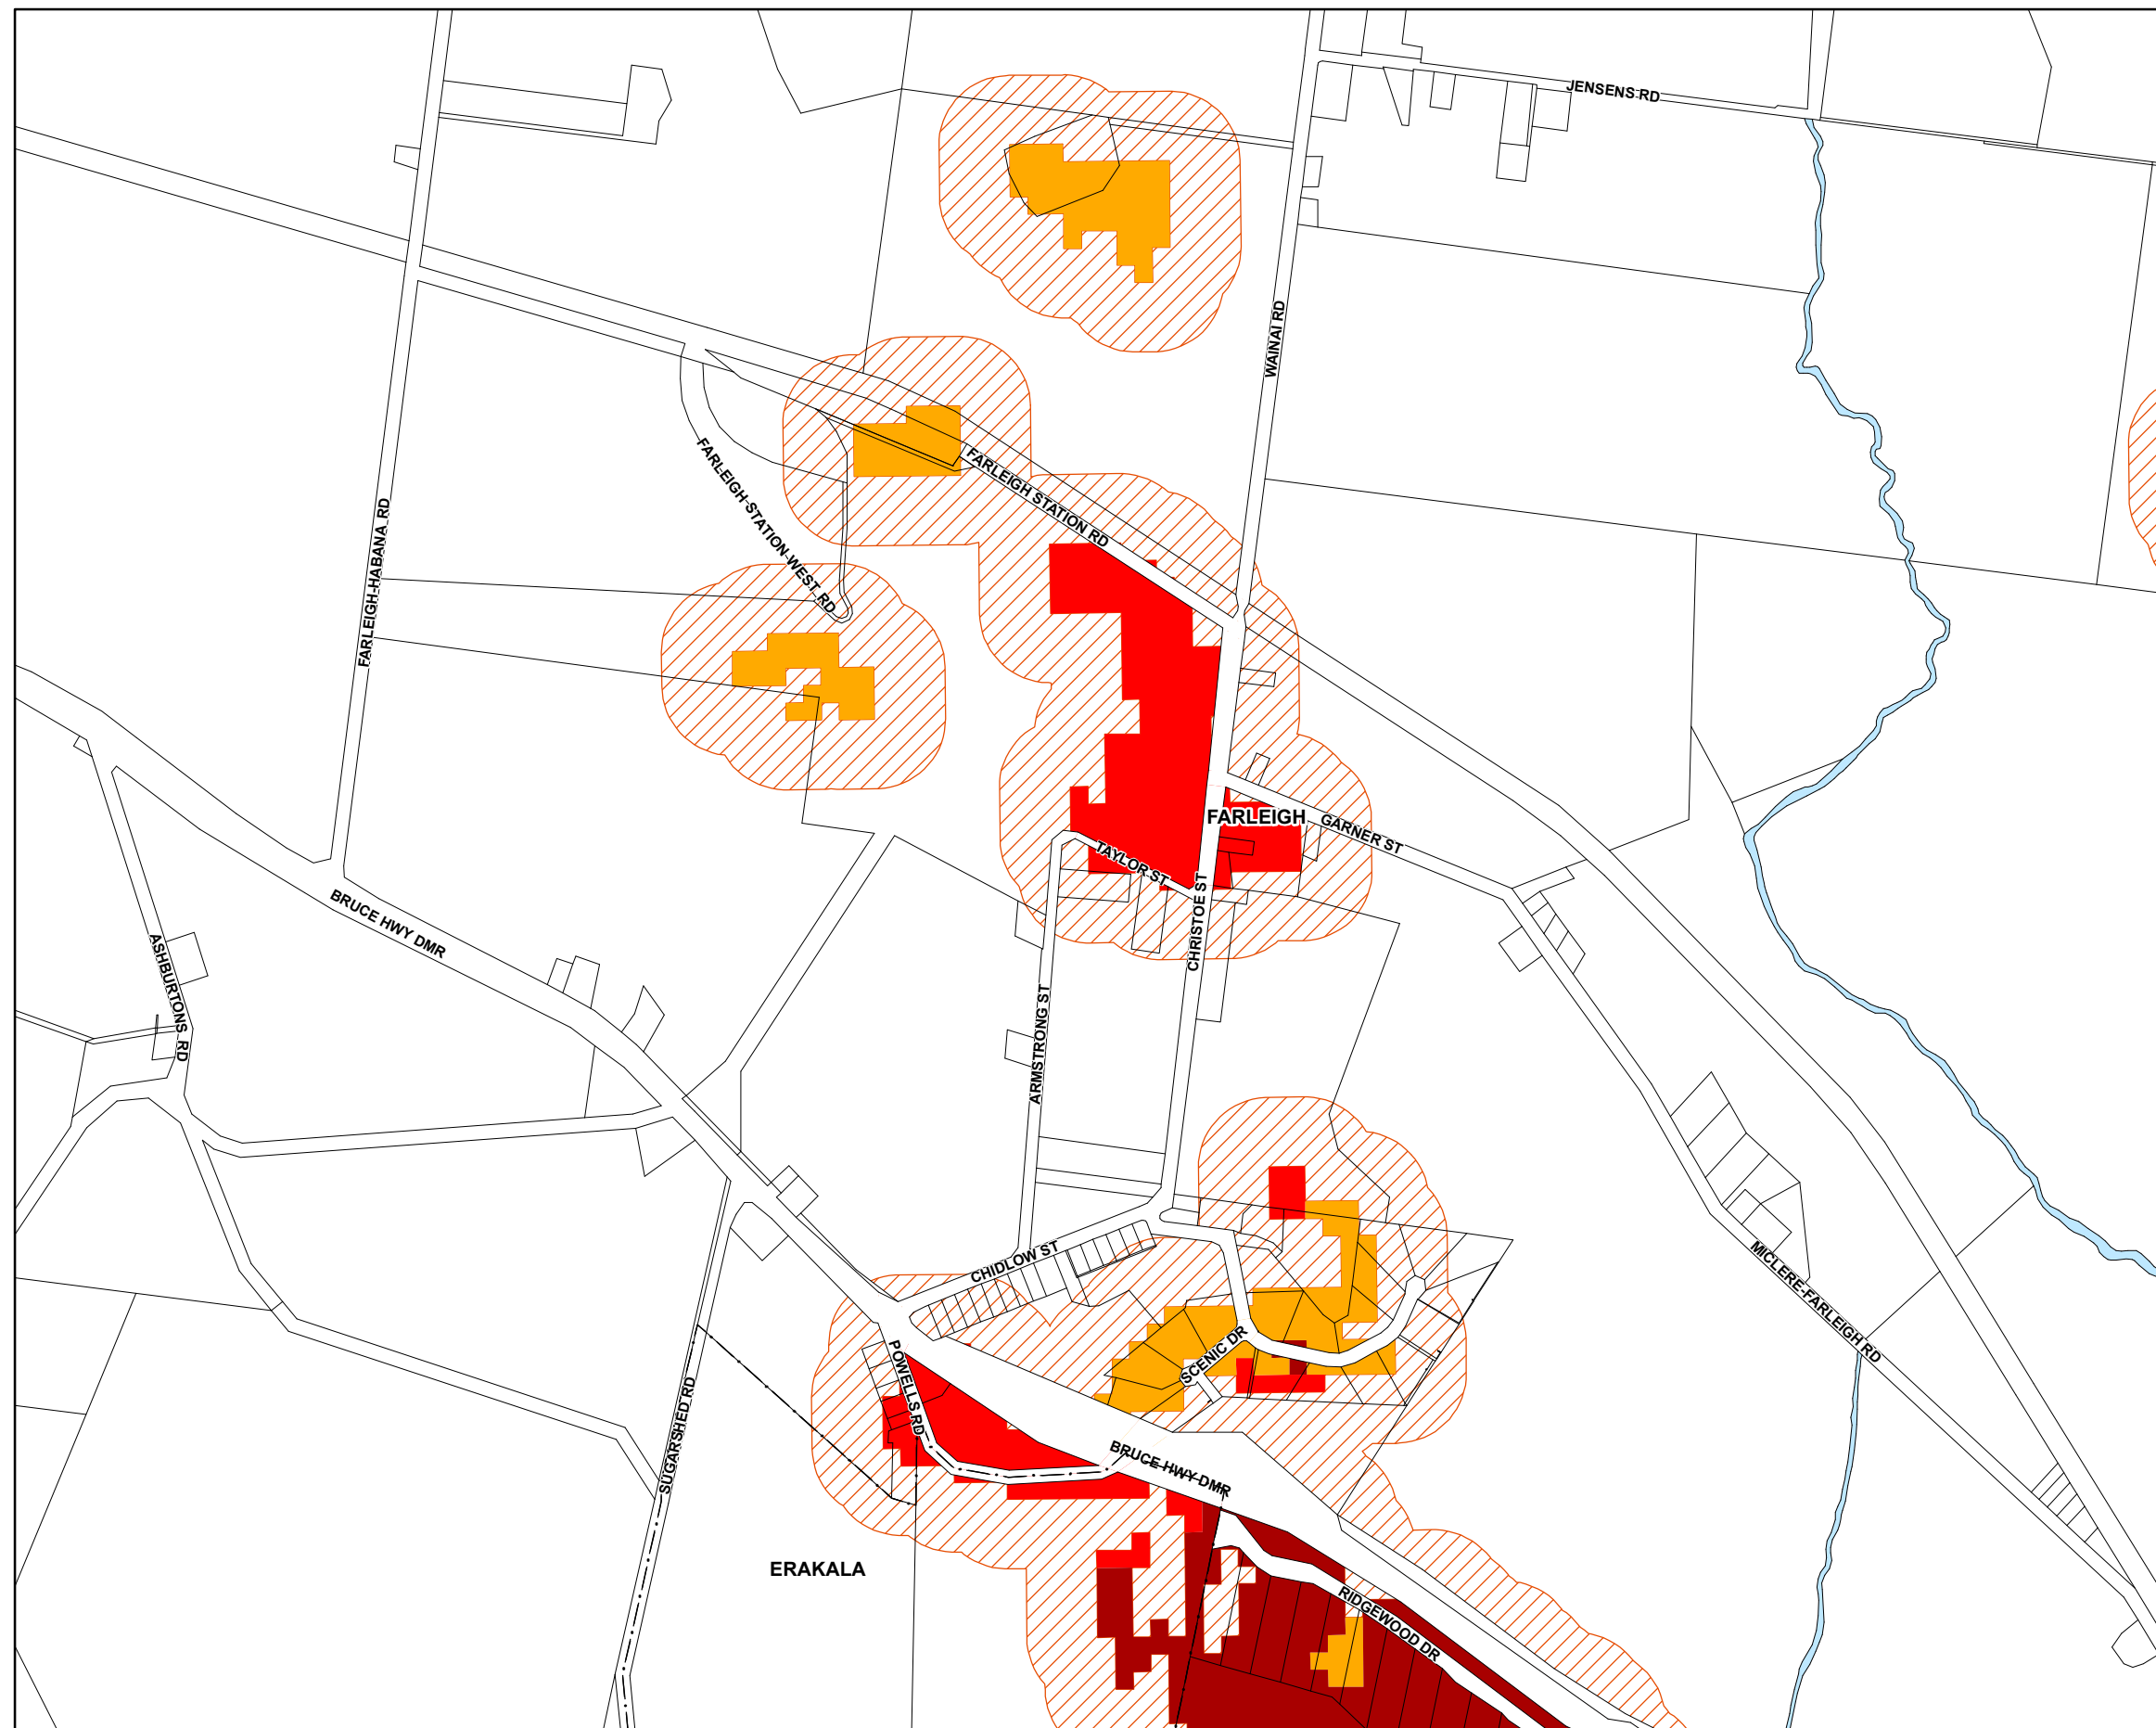 JENSENS RD
WAINAI RD
FARLEIGH STATION RD
FARLEIGH-STATION-WEST RD
FARLEIGH-HABANA RD
FARLEIGH
GARNER ST
TAYLOR ST
CHRISTOE ST
BRUCE HWY DMR
ASHBURTONS RD
ARMSTRONG ST
CHIDLOW ST
MICLERE-FARLEIGH RD
SCENIC DR
POWELLS RD
SUGARSHED RD
BRUCE HWY DMR
ERAKALA
RIDGEWOOD DR